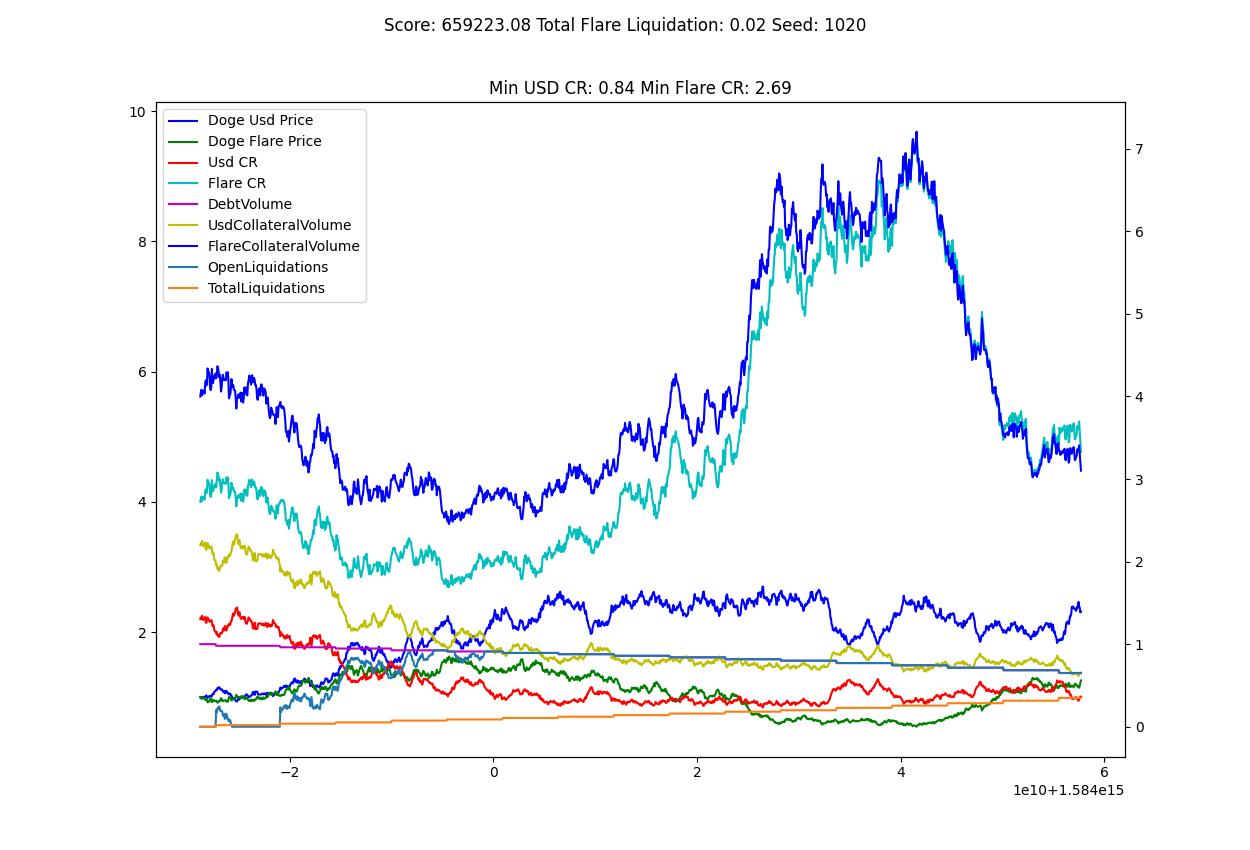 Score: 659223.08 Total Flare Liquidation: 0.02 Seed: 1020
Min USD CR: 0.84 Min Flare CR: 2.69
Doge Usd Price
Doge Flare Price
Usd CR
Flare CR
DebtVolume
UsdCollateralVolume
FlareCollateralVolume
OpenLiquidations
TotalLiquidations
10
8
6
4
2
7
6
5
4
3
2
1
0
−2
0
2
4
6
1e10+1.584e15